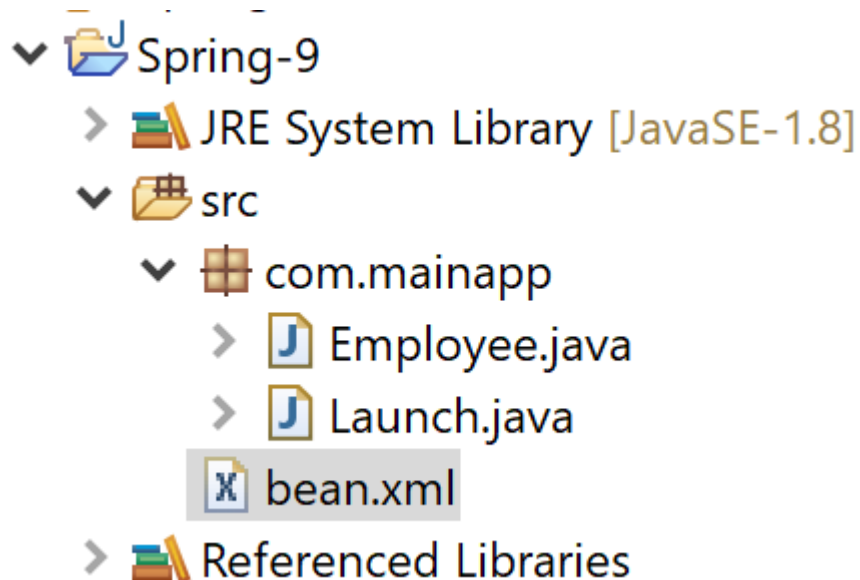 Spring-9
JRE System Library [JavaSE-1.8]
src
com.mainapp
Employee.java
Launch.java
bean.xml
Referenced Libraries